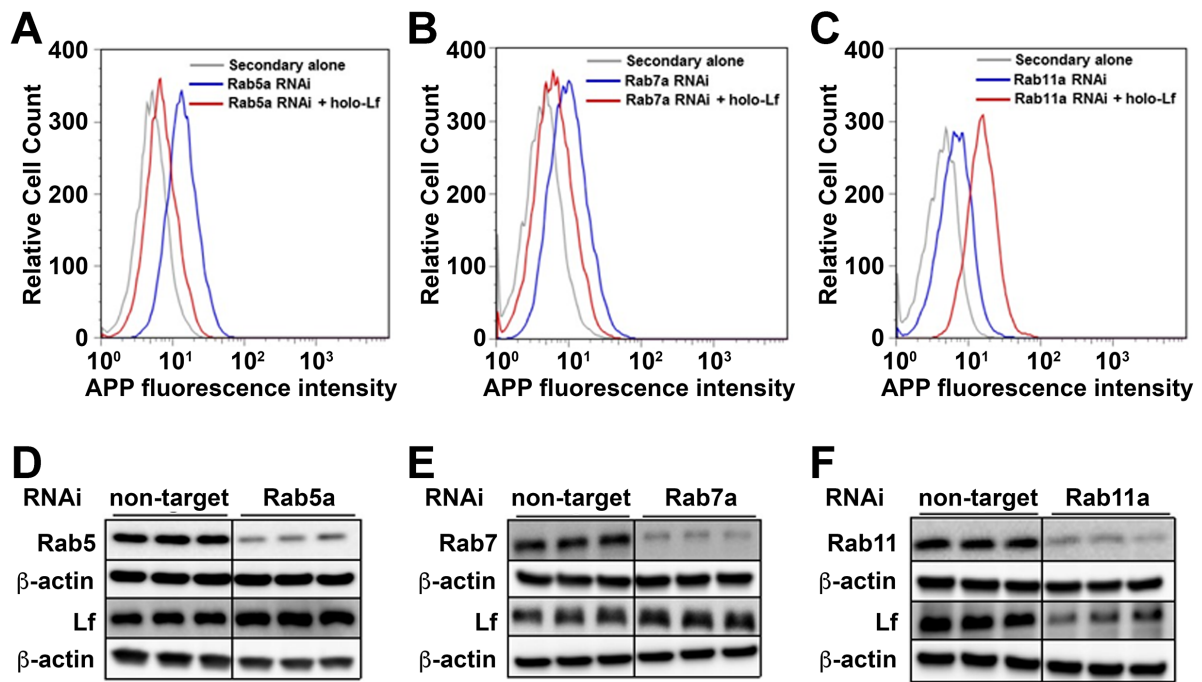 A
400
300
200
100
0
Relative Cell Count
Secondary alone
Rab5a RNAi
Rab5a RNAi + holo-Lf
10⁰ 10¹ 10² 10³
APP fluorescence intensity
B
400
300
200
100
0
Relative Cell Count
Secondary alone
Rab7a RNAi
Rab7a RNAi + holo-Lf
10⁰ 10¹ 10² 10³
APP fluorescence intensity
C
400
300
200
100
0
Relative Cell Count
Secondary alone
Rab11a RNAi
Rab11a RNAi + holo-Lf
10⁰ 10¹ 10² 10³
APP fluorescence intensity
D
RNAi non-target Rab5a
Rab5
β-actin
Lf
β-actin
E
RNAi non-target Rab7a
Rab7
β-actin
Lf
β-actin
F
RNAi non-target Rab11a
Rab11
β-actin
Lf
β-actin